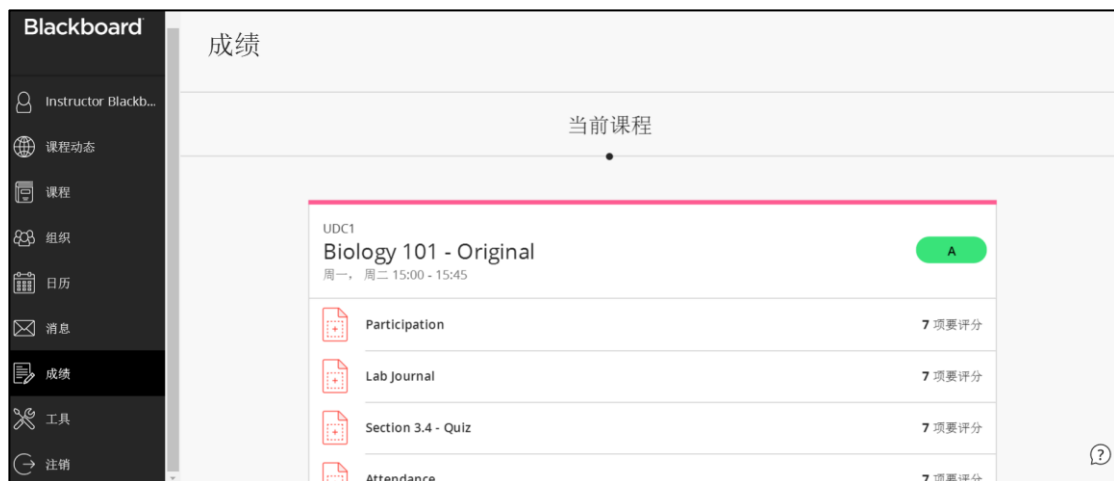 Blackboard
Instructor Blackb...
课程动态
课程
组织
日历
消息
成绩
工具
注销
成绩
当前课程
UDC1
Biology 101 - Original
周一， 周二 15:00 - 15:45
A
Participation
7 项要评分
Lab Journal
7 项要评分
Section 3.4 - Quiz
7 项要评分
Attendance
7 项要评分
?